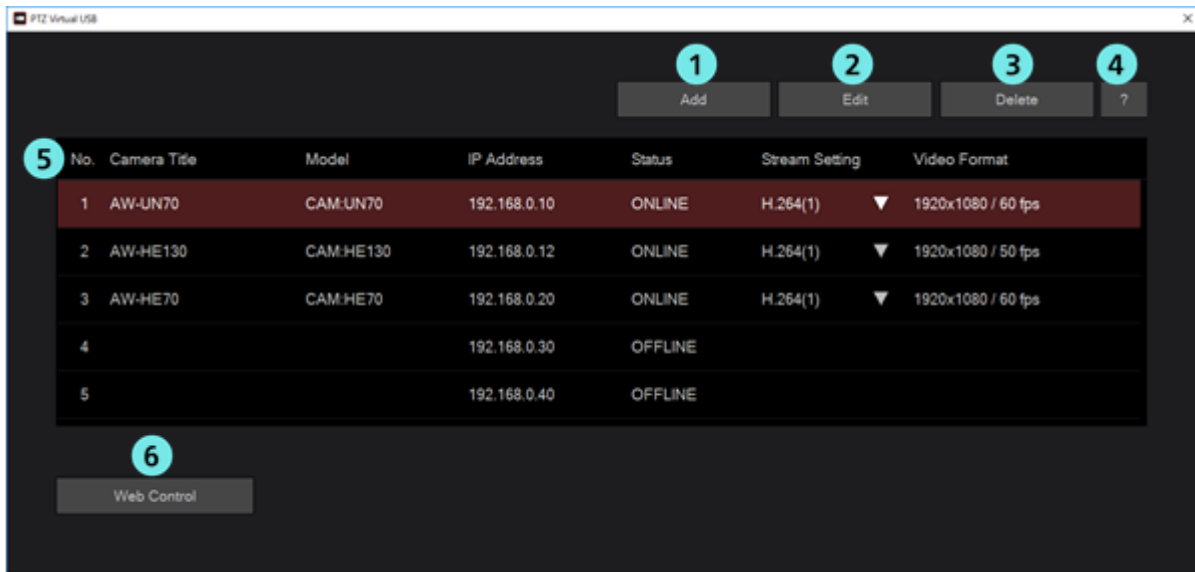 PTZ Virtual USB
1 2 3 4
Add Edit Delete ?
5 No. Camera Title Model IP Address Status Stream Setting Video Format
1 AW-UN70 CAM:UN70 192.168.0.10 ONLINE H.264(1) 1920x1080 / 60 fps
2 AW-HE130 CAM:HE130 192.168.0.12 ONLINE H.264(1) 1920x1080 / 50 fps
3 AW-HE70 CAM:HE70 192.168.0.20 ONLINE H.264(1) 1920x1080 / 60 fps
4 192.168.0.30 OFFLINE
5 192.168.0.40 OFFLINE
6
Web Control